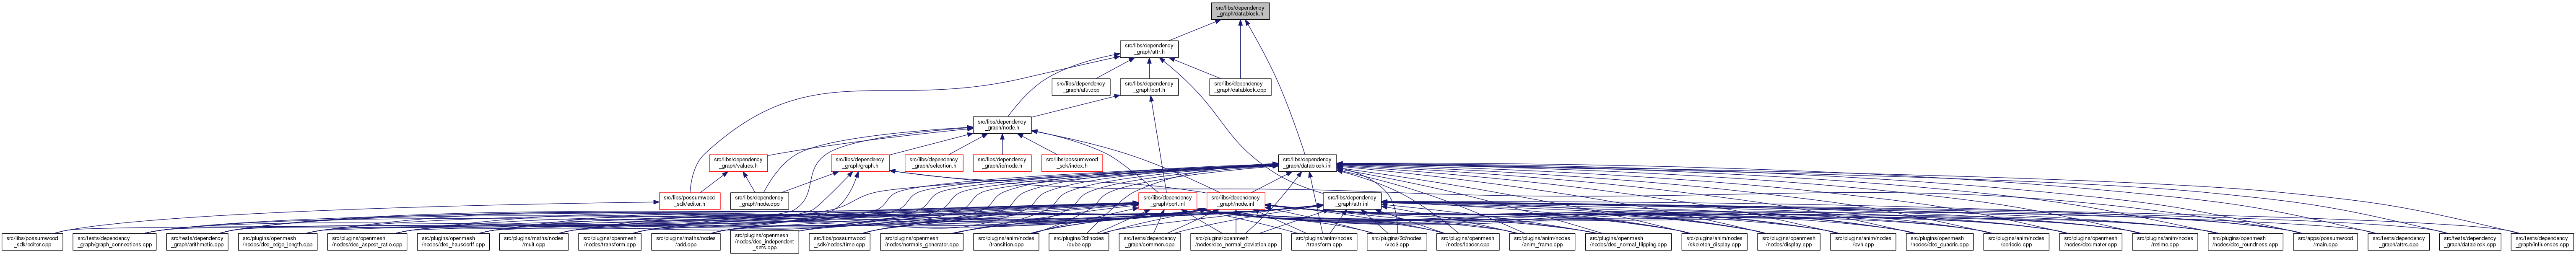 src/libs/dependency
_graph/datablock.h
src/libs/dependency
_graph/attr.h
src/libs/dependency
_graph/attr.cpp
src/libs/dependency
_graph/port.h
src/libs/dependency
_graph/datablock.cpp
src/libs/dependency
_graph/node.h
src/libs/dependency
_graph/values.h
src/libs/dependency
_graph/graph.h
src/libs/dependency
_graph/selection.h
src/libs/dependency
_graph/io/node.h
src/libs/possumwood
_sdk/index.h
src/libs/dependency
_graph/datablock.inl
src/libs/possumwood
_sdk/editor.h
src/libs/dependency
_graph/node.cpp
src/libs/dependency
_graph/port.inl
src/libs/dependency
_graph/node.inl
src/libs/dependency
_graph/attr.inl
src/libs/possumwood
_sdk/editor.cpp
src/tests/dependency
_graph/graph_connections.cpp
src/tests/dependency
_graph/arithmetic.cpp
src/plugins/openmesh
/nodes/dec_edge_length.cpp
src/plugins/openmesh
/nodes/dec_aspect_ratio.cpp
src/plugins/openmesh
/nodes/dec_hausdorff.cpp
src/plugins/maths/nodes
/mult.cpp
src/plugins/openmesh
/nodes/transform.cpp
src/plugins/maths/nodes
/add.cpp
src/plugins/openmesh
/nodes/dec_independent
_sets.cpp
src/libs/possumwood
_sdk/nodes/time.cpp
src/plugins/openmesh
/nodes/normals_generator.cpp
src/plugins/anim/nodes
/transition.cpp
src/plugins/3d/nodes
/cube.cpp
src/tests/dependency
_graph/common.cpp
src/plugins/openmesh
/nodes/dec_normal_deviation.cpp
src/plugins/anim/nodes
/transform.cpp
src/plugins/3d/nodes
/vec3.cpp
src/plugins/openmesh
/nodes/loader.cpp
src/plugins/anim/nodes
/anim_frame.cpp
src/plugins/openmesh
/nodes/dec_normal_flipping.cpp
src/plugins/anim/nodes
/skeleton_display.cpp
src/plugins/openmesh
/nodes/display.cpp
src/plugins/anim/nodes
/bvh.cpp
src/plugins/openmesh
/nodes/dec_quadric.cpp
src/plugins/anim/nodes
/periodic.cpp
src/plugins/openmesh
/nodes/decimater.cpp
src/plugins/anim/nodes
/retime.cpp
src/plugins/openmesh
/nodes/dec_roundness.cpp
src/apps/possumwood
/main.cpp
src/tests/dependency
_graph/attrs.cpp
src/tests/dependency
_graph/datablock.cpp
src/tests/dependency
_graph/influences.cpp